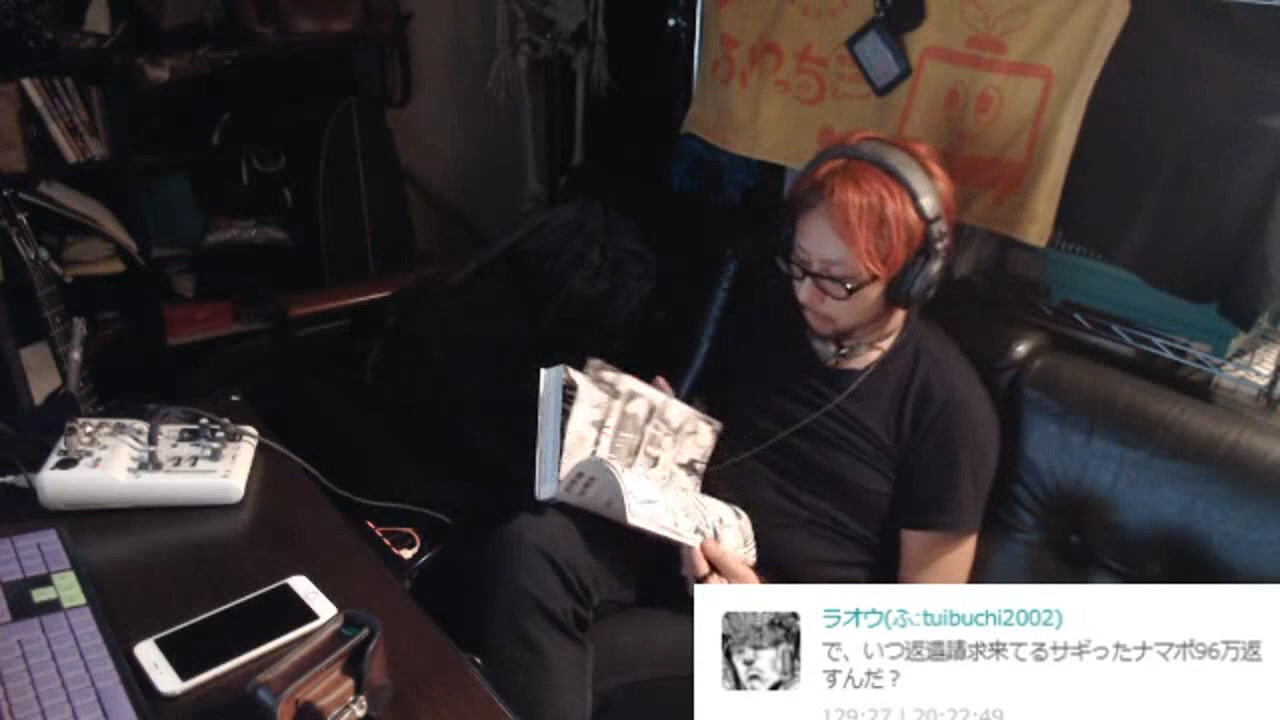 ふわっち
ラオウ(ふ:tuibuchi2002)
で、いつ返還請求来てるサギったナマポ96万返
すんだ？
129:27 | 20:22:49